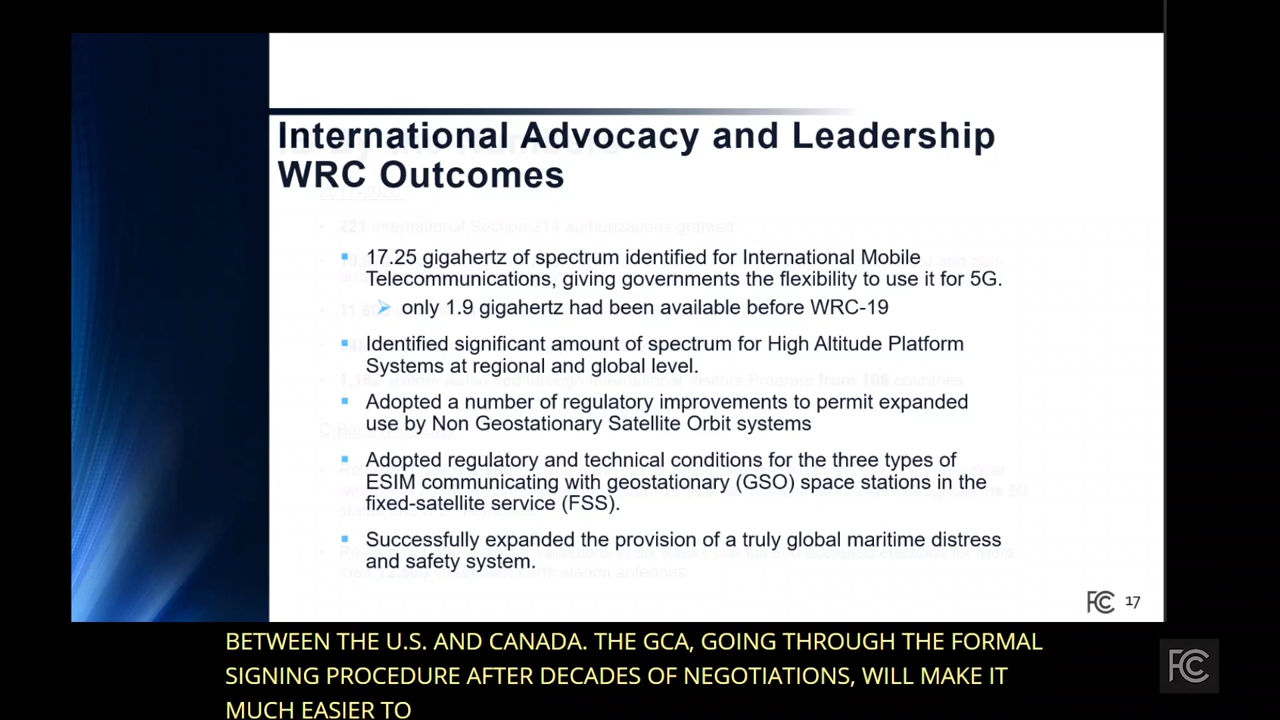 International Advocacy and Leadership
WRC Outcomes
17.25 gigahertz of spectrum identified for International Mobile
Telecommunications, giving governments the flexibility to use it for 5G.
only 1.9 gigahertz had been available before WRC-19
Identified significant amount of spectrum for High Altitude Platform
Systems at regional and global level.
Adopted a number of regulatory improvements to permit expanded
use by Non Geostationary Satellite Orbit systems
Adopted regulatory and technical conditions for the three types of
ESIM communicating with geostationary (GSO) space stations in the
fixed-satellite service (FSS).
Successfully expanded the provision of a truly global maritime distress
and safety system.
FCC 17
BETWEEN THE U.S. AND CANADA. THE GCA, GOING THROUGH THE FORMAL
SIGNING PROCEDURE AFTER DECADES OF NEGOTIATIONS, WILL MAKE IT
MUCH EASIER TO
FCC